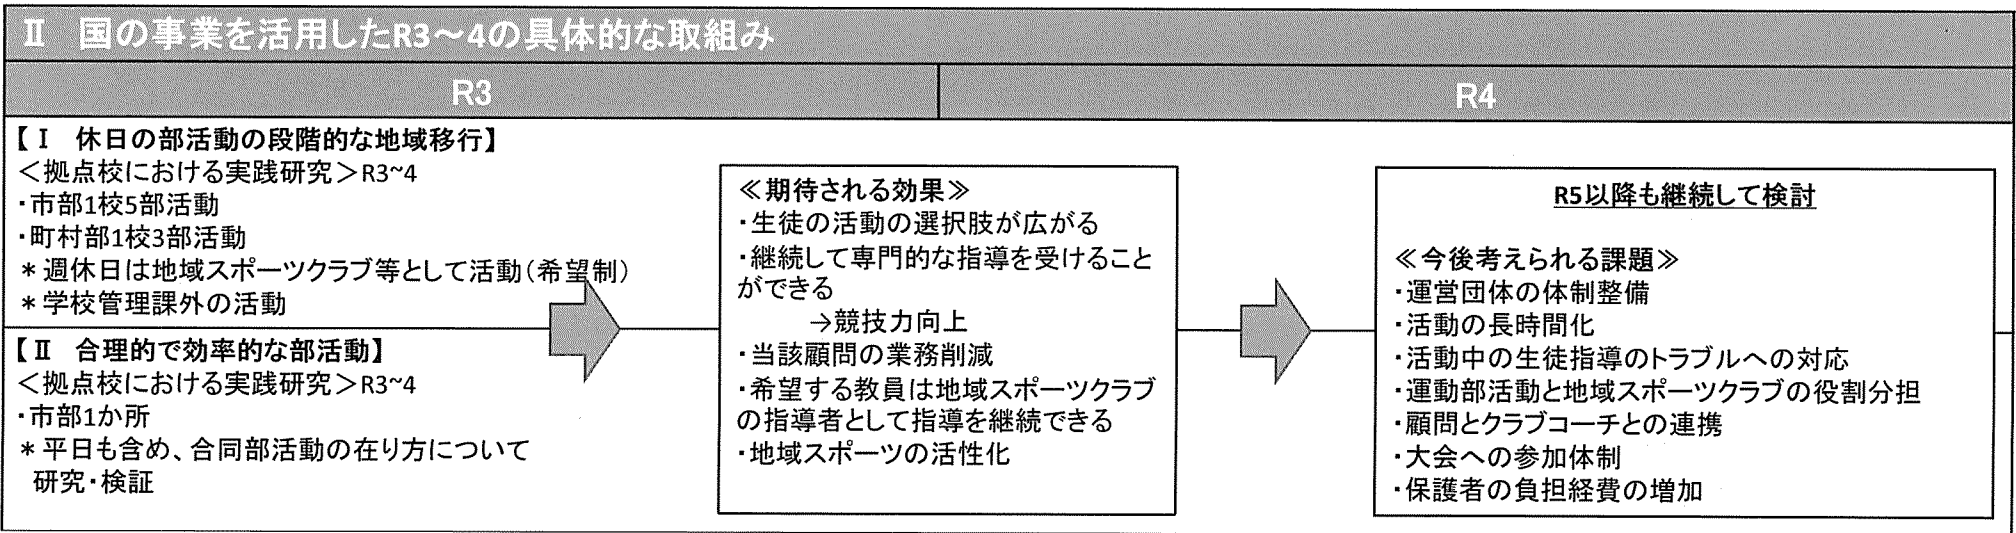 Ⅱ 国の事業を活用したR3～4の具体的な取組み
R3
R4
【Ⅰ 休日の部活動の段階的な地域移行】
＜拠点校における実践研究＞R3~4
・市部1校5部活動
・町村部1校3部活動
＊週休日は地域スポーツクラブ等として活動（希望制）
＊学校管理課外の活動
【Ⅱ 合理的で効率的な部活動】
＜拠点校における実践研究＞R3~4
・市部1か所
＊平日も含め、合同部活動の在り方について
研究・検証
≪期待される効果≫
・生徒の活動の選択肢が広がる
・継続して専門的な指導を受けること
ができる
→競技力向上
・当該顧問の業務削減
・希望する教員は地域スポーツクラブ
の指導者として指導を継続できる
・地域スポーツの活性化
R5以降も継続して検討
≪今後考えられる課題≫
・運営団体の体制整備
・活動の長時間化
・活動中の生徒指導のトラブルへの対応
・運動部活動と地域スポーツクラブの役割分担
・顧問とクラブコーチとの連携
・大会への参加体制
・保護者の負担経費の増加